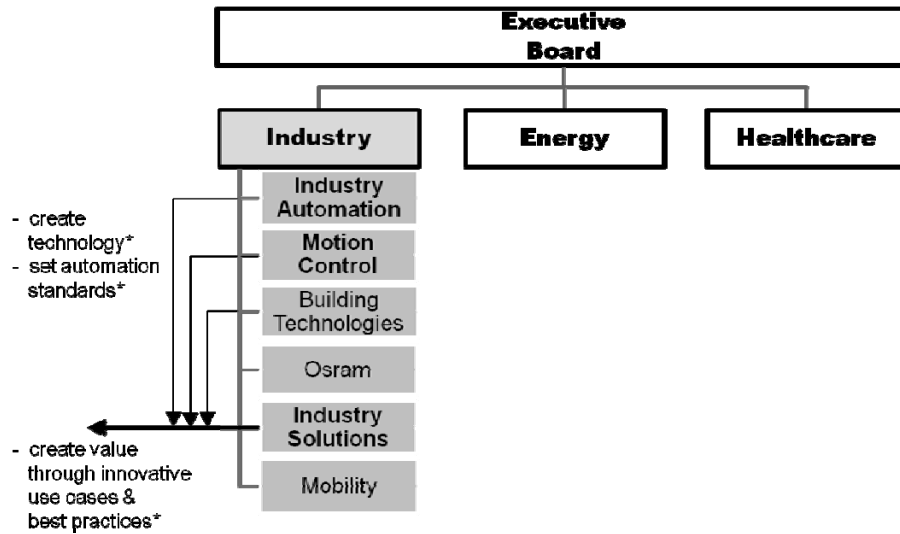 Executive
Board
Industry
Energy
Healthcare
Industry
Automation
- create
technology*
- set automation
standards*
Motion
Control
Building
Technologies
Osram
Industry
Solutions
- create value
through innovative
use cases &
best practices*
Mobility